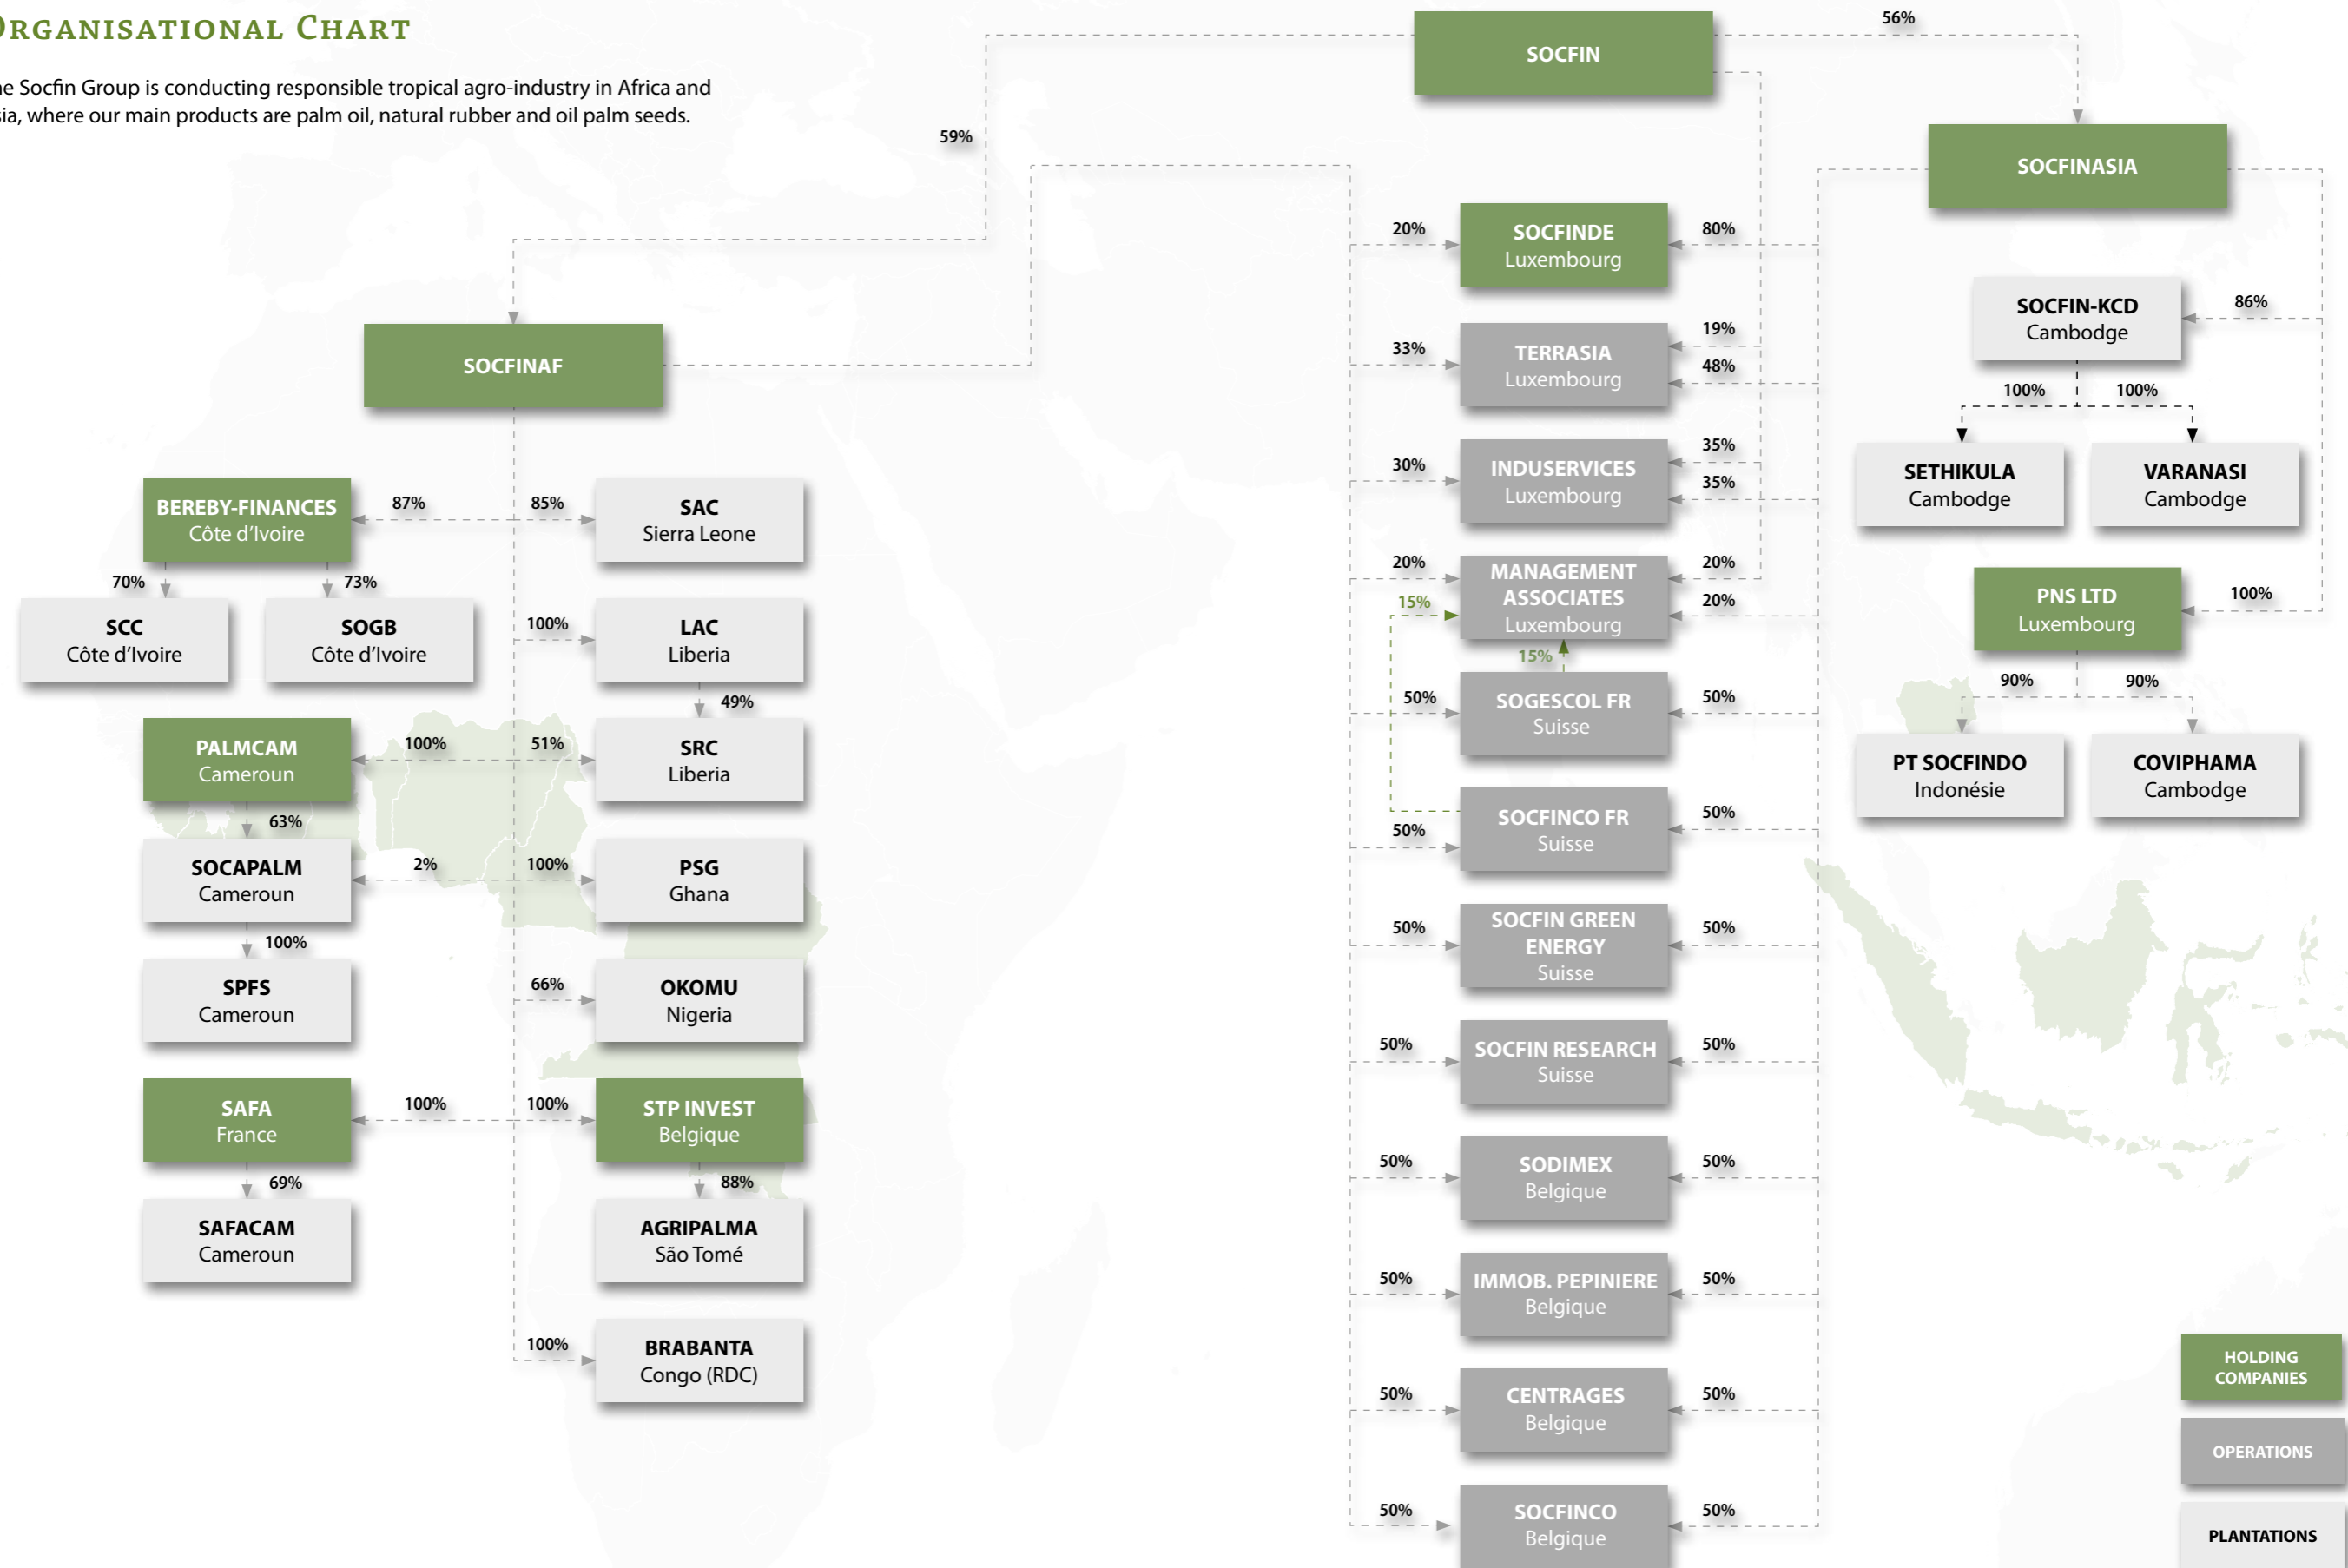 ORGANISATIONAL CHART
he Socfin Group is conducting responsible tropical agro-industry in Africa and
sia, where our main products are palm oil, natural rubber and oil palm seeds.
SOCFIN
56%
59%
SOCFINASIA
SOCFINAF
BEREBY-FINANCES
Côte d'Ivoire
87%
85%
SAC
Sierra Leone
70%
73%
SCC
Côte d'Ivoire
SOGB
Côte d'Ivoire
100%
LAC
Liberia
49%
PALMCAM
Cameroun
100%
51%
SRC
Liberia
63%
SOCAPALM
Cameroun
2%
100%
PSG
Ghana
100%
SPFS
Cameroun
66%
OKOMU
Nigeria
SAFA
France
100%
100%
STP INVEST
Belgique
69%
88%
SAFACAM
Cameroun
AGRIPALMA
São Tomé
100%
BRABANTA
Congo (RDC)
20%
SOCFINDE
Luxembourg
80%
33%
TERRASIA
Luxembourg
19%
48%
30%
INDUSERVICES
Luxembourg
35%
35%
20%
15%
MANAGEMENT
ASSOCIATES
Luxembourg
20%
20%
15%
50%
SOGESCOL FR
Suisse
50%
50%
SOCFINCO FR
Suisse
50%
50%
SOCFIN GREEN
ENERGY
Suisse
50%
50%
SOCFIN RESEARCH
Suisse
50%
50%
SODIMEX
Belgique
50%
50%
IMMOB. PEPINIERE
Belgique
50%
50%
CENTRAGES
Belgique
50%
50%
SOCFINCO
Belgique
50%
SOCFIN-KCD
Cambodge
86%
100%
100%
SETHIKULA
Cambodge
VARANASI
Cambodge
PNS LTD
Luxembourg
100%
90%
90%
PT SOCFINDO
Indonésie
COVIPHAMA
Cambodge
HOLDING
COMPANIES
OPERATIONS
PLANTATIONS